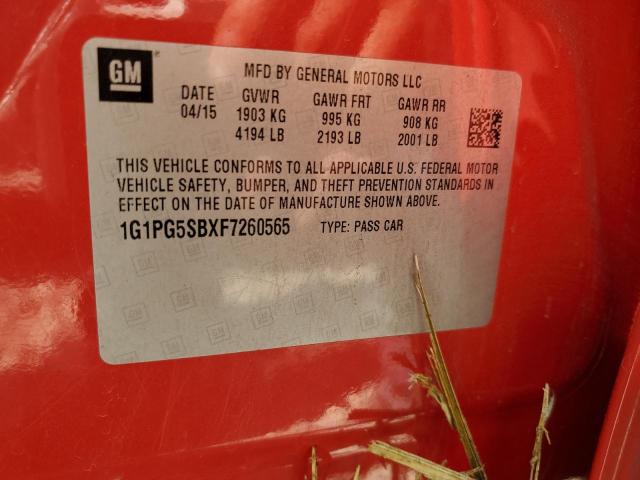 GM
MFD BY GENERAL MOTORS LLC
DATE GVWR GAWR FRT GAWR RR
04/15 1903 KG 995 KG 908 KG
4194 LB 2193 LB 2001 LB
THIS VEHICLE CONFORMS TO ALL APPLICABLE U.S. FEDERAL MOTOR
VEHICLE SAFETY, BUMPER, AND THEFT PREVENTION STANDARDS IN
EFFECT ON THE DATE OF MANUFACTURE SHOWN ABOVE.
1G1PG5SBXF7260565 TYPE: PASS CAR